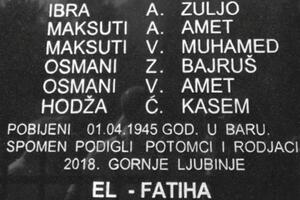 IBRA A. ZULJO
MAKSUTI A. AMET
MAKSUTI V. MUHAMED
OSMANI Z. BAJRUŠ
OSMANI V. AMET
HODŽA Ć. KASEM
POBIJENI 01.04.1945 GOD. U BARU.
SPOMEN PODIGLI POTOMCI I RODJACI
2018. GORNJE LJUBINJE
EL - FATIHA